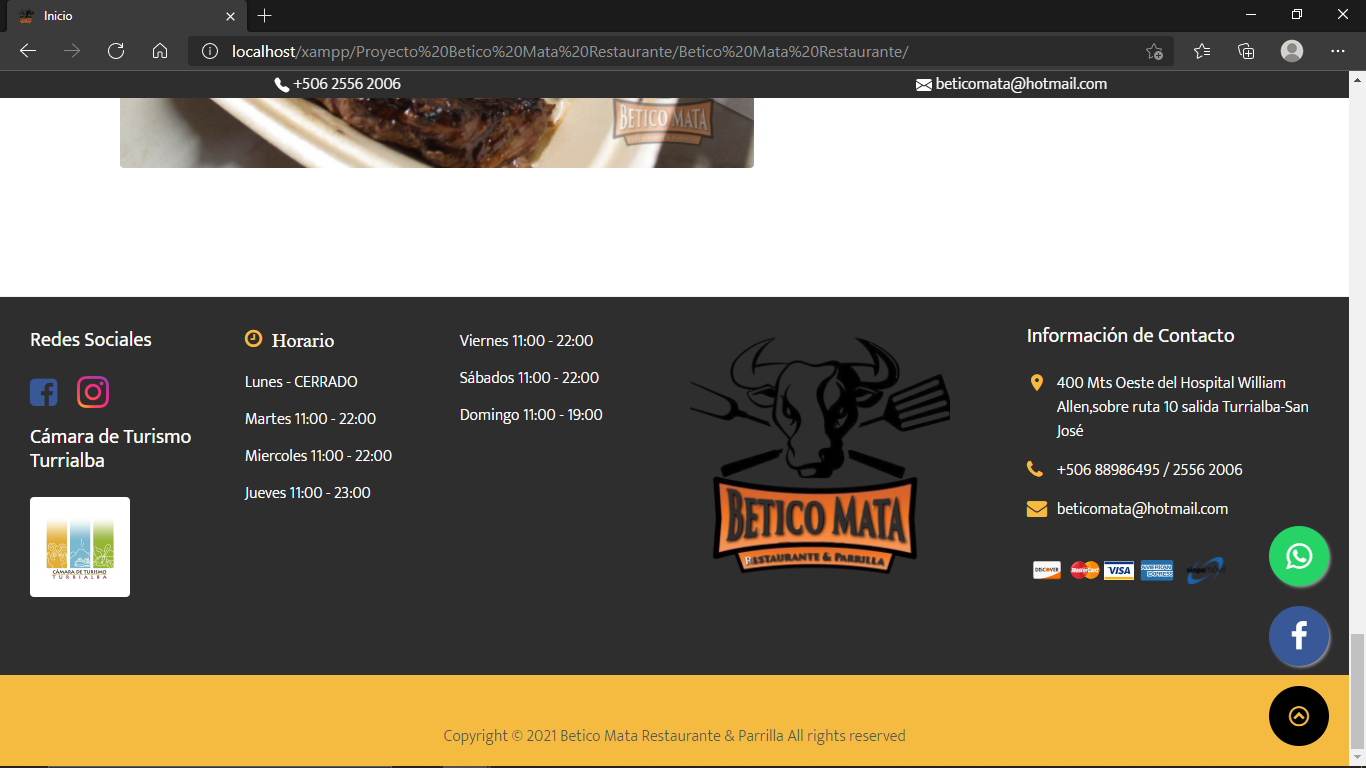 Inicio
localhost/xampp/Proyecto%20Betico%20Mata%20Restaurante/Betico%20Mata%20Restaurante/
+506 2556 2006
beticomata@hotmail.com
BETICO MATA
Redes Sociales
Cámara de Turismo
Turrialba
CÁMARA DE TURISMO
TURRIALBA
Horario
Lunes - CERRADO
Martes 11:00 - 22:00
Miercoles 11:00 - 22:00
Jueves 11:00 - 23:00
Viernes 11:00 - 22:00
Sábados 11:00 - 22:00
Domingo 11:00 - 19:00
BETICO MATA
RESTAURANTE & PARRILLA
Información de Contacto
400 Mts Oeste del Hospital William
Allen,sobre ruta 10 salida Turrialba-San
José
+506 88986495 / 2556 2006
beticomata@hotmail.com
DISCOVER
MasterCard
VISA
AMERICAN
EXPRESS
Copyright © 2021 Betico Mata Restaurante & Parrilla All rights reserved